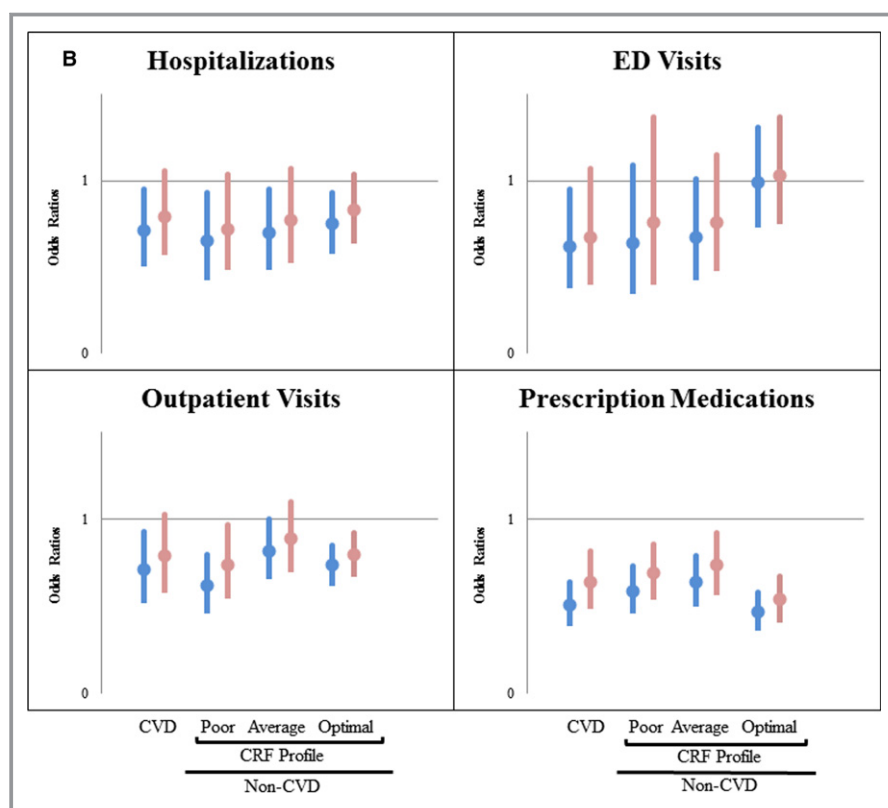 B
Hospitalizations
1
Odds Ratios
0
ED Visits
1
Odds Ratios
0
Outpatient Visits
1
Odds Ratios
0
Prescription Medications
1
Odds Ratios
0
CVD Poor Average Optimal
CRF Profile
Non-CVD
CVD Poor Average Optimal
CRF Profile
Non-CVD